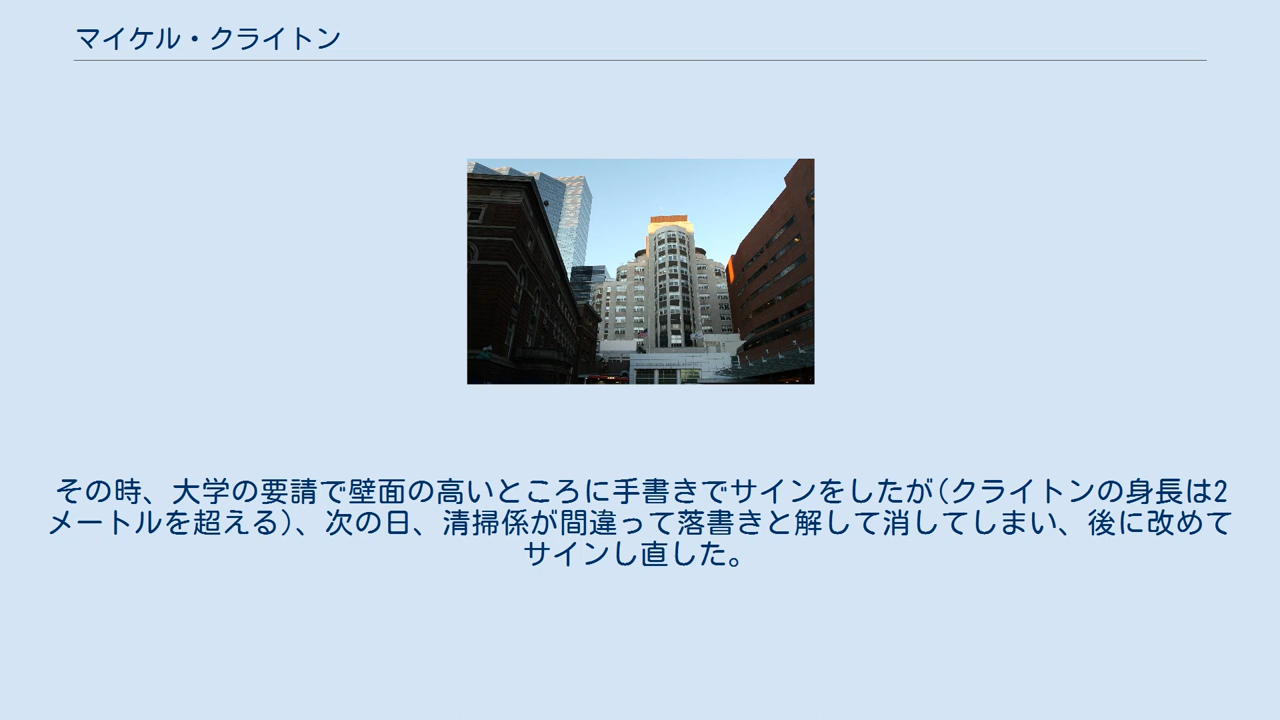 マイケル・クライトン
その時、大学の要請で壁面の高いところに手書きでサインをしたが(クライトンの身長は2
メートルを超える)、次の日、清掃係が間違って落書きと解して消してしまい、後に改めて
サインし直した。